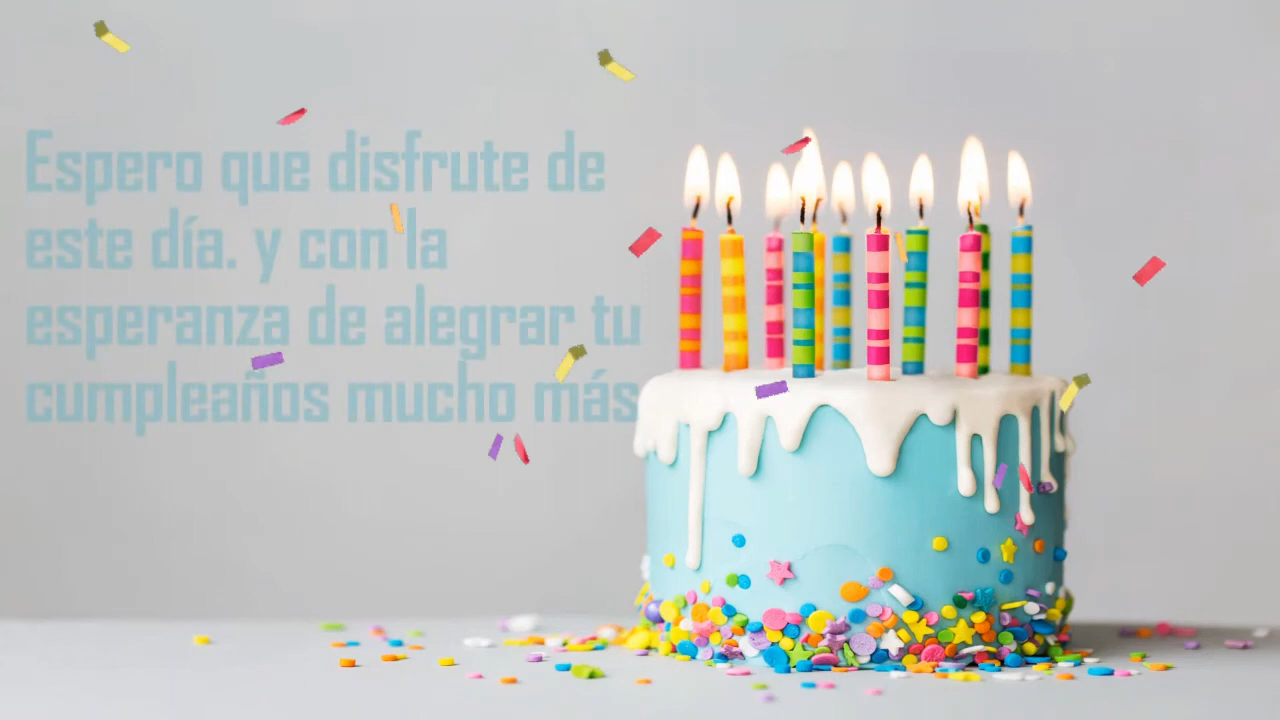 Espero que disfrute de
este día. y con la
esperanza de alegrar tu
cumpleaños mucho más